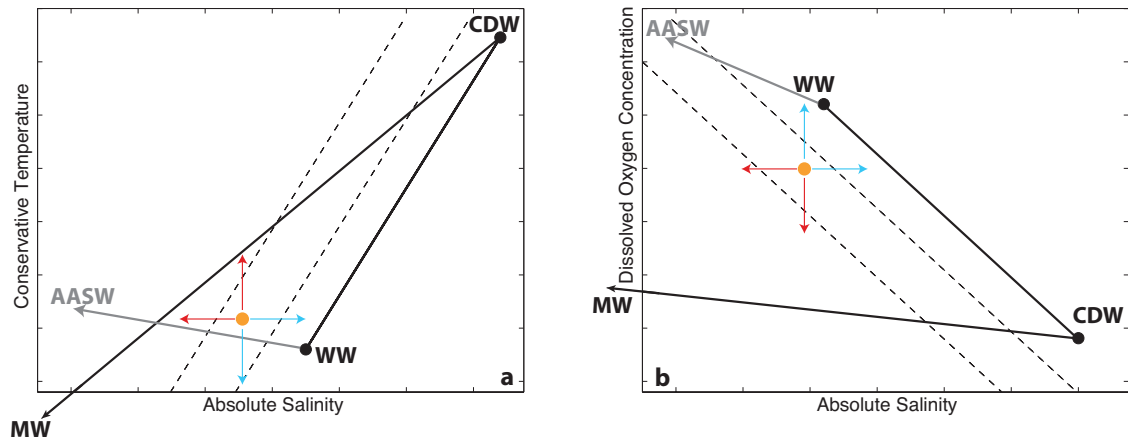 CDW
Conservative Temperature
AASW
WW
a
Absolute Salinity
MW
AASW
WW
Dissolved Oxygen Concentration
MW
CDW
b
Absolute Salinity